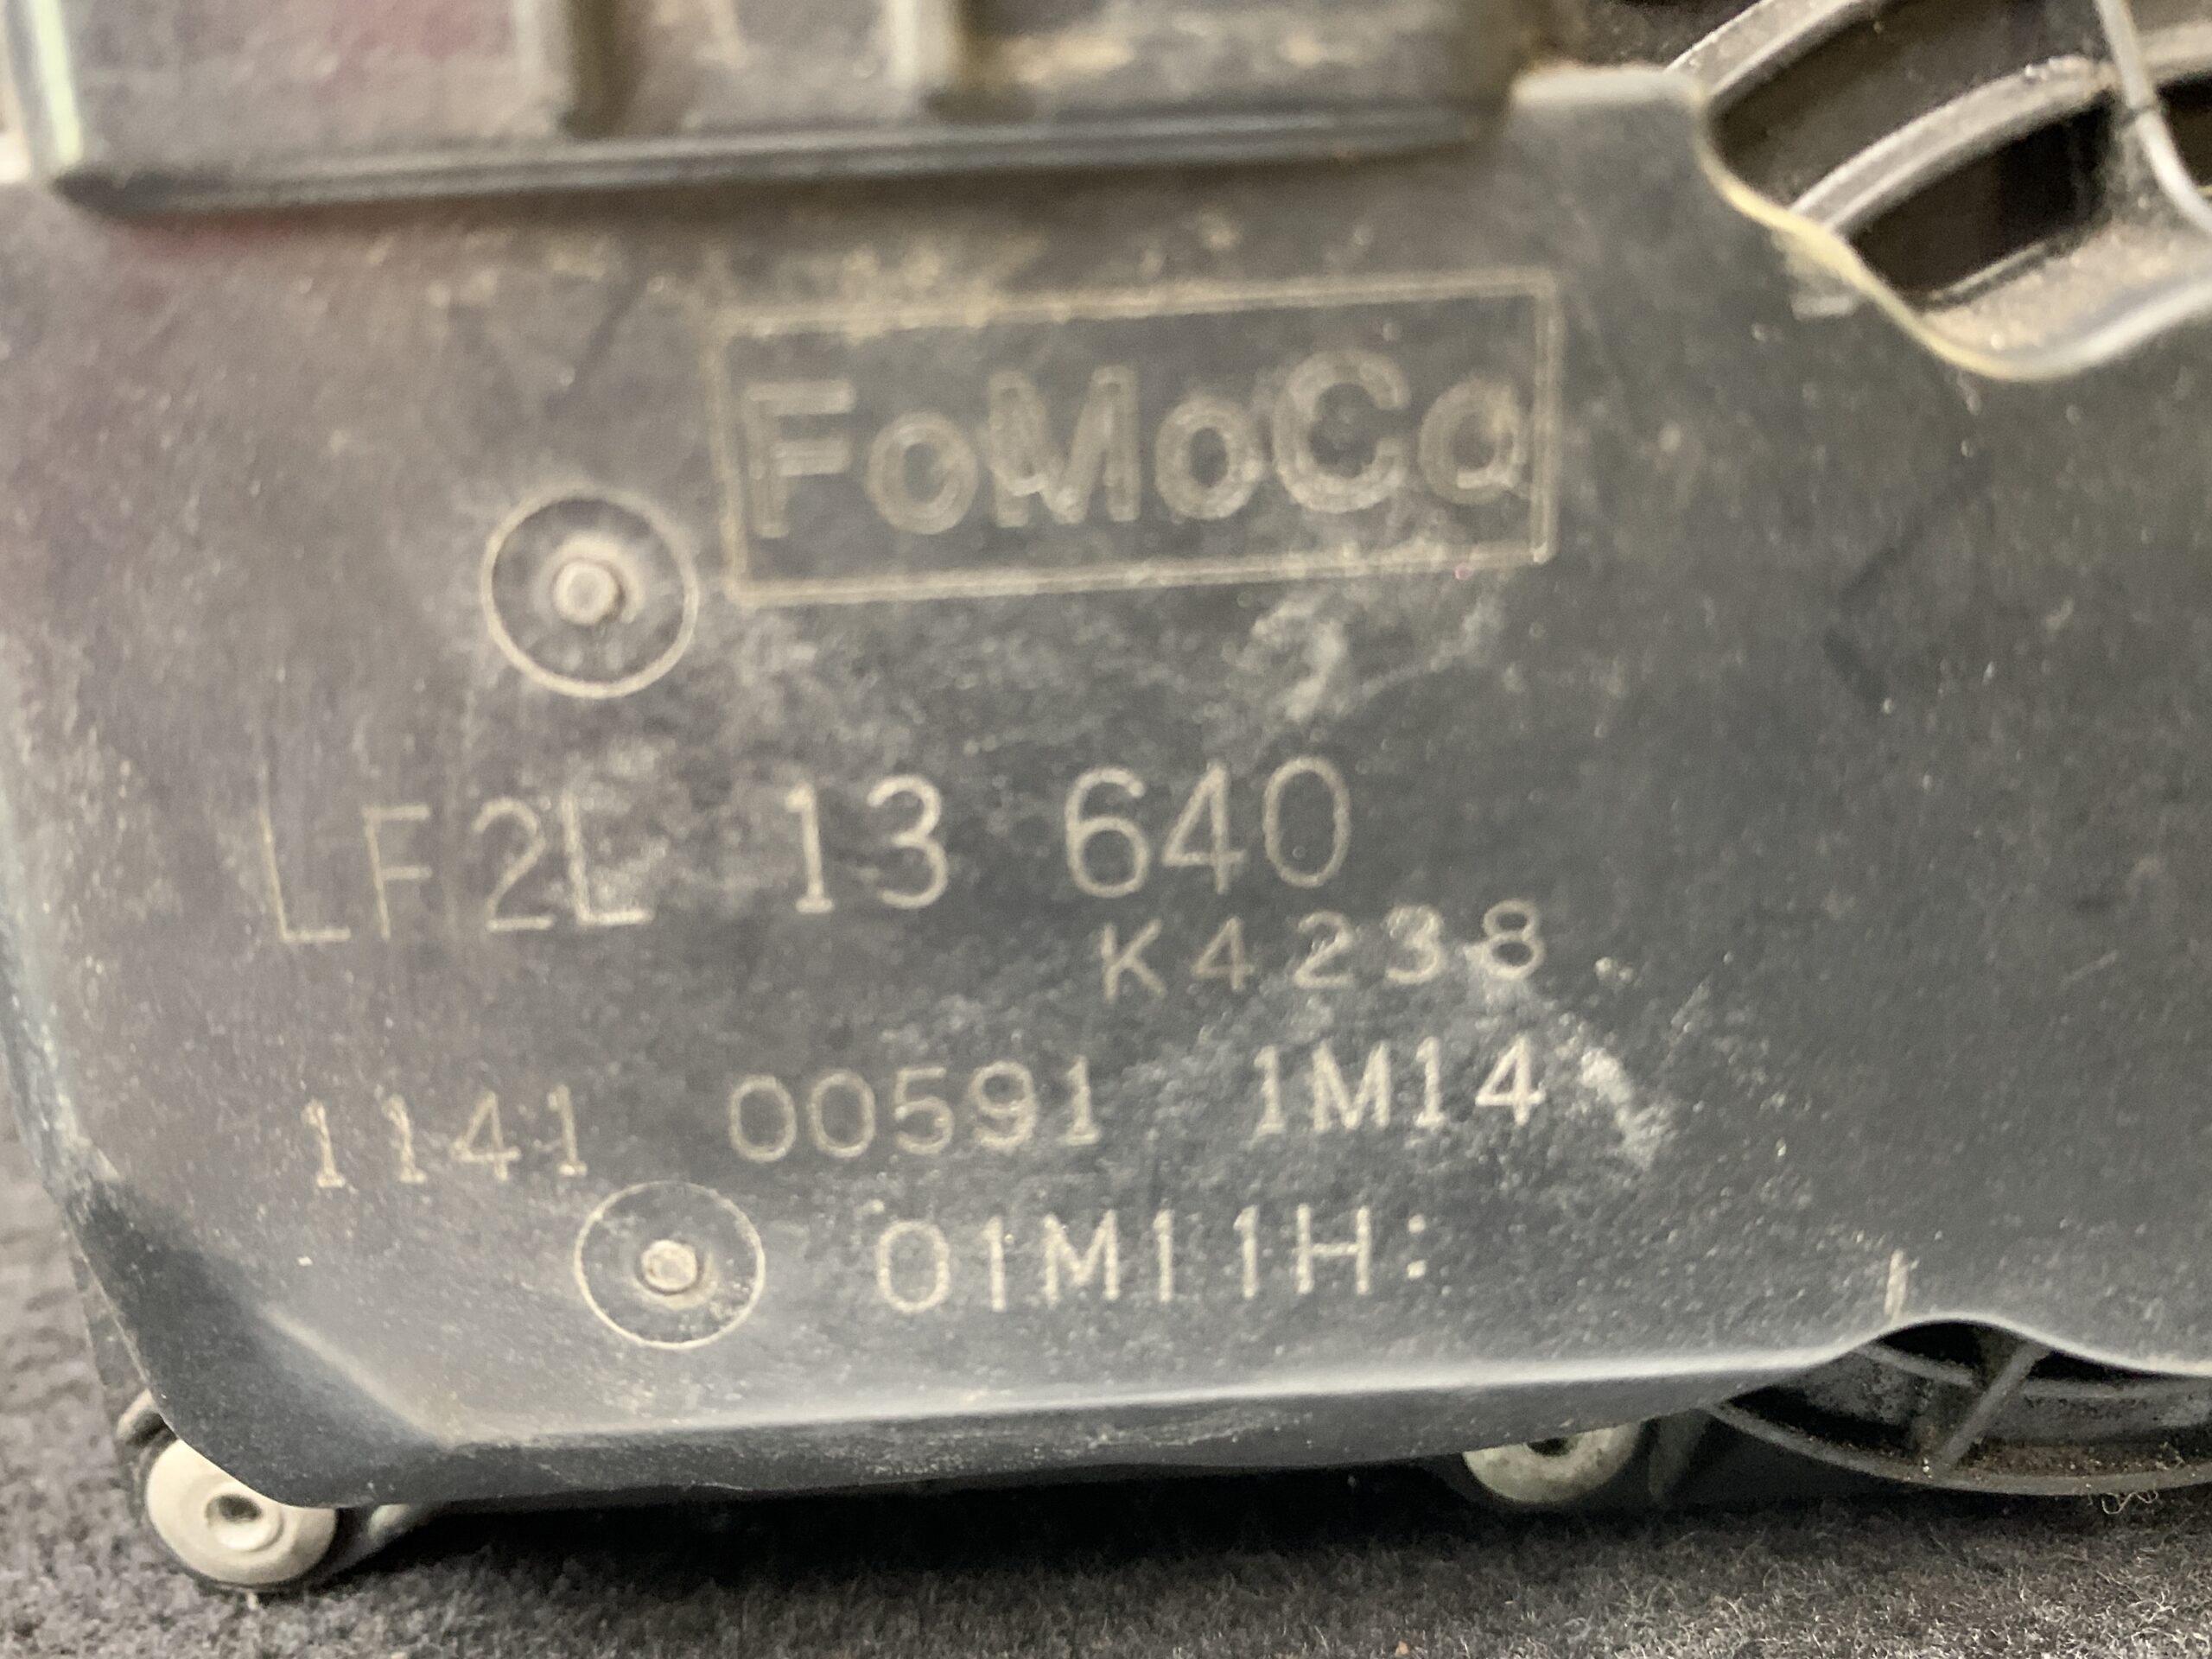 FoMoCo
LF2L 13 640
K4238
1141 00591 1M14
01M11H: